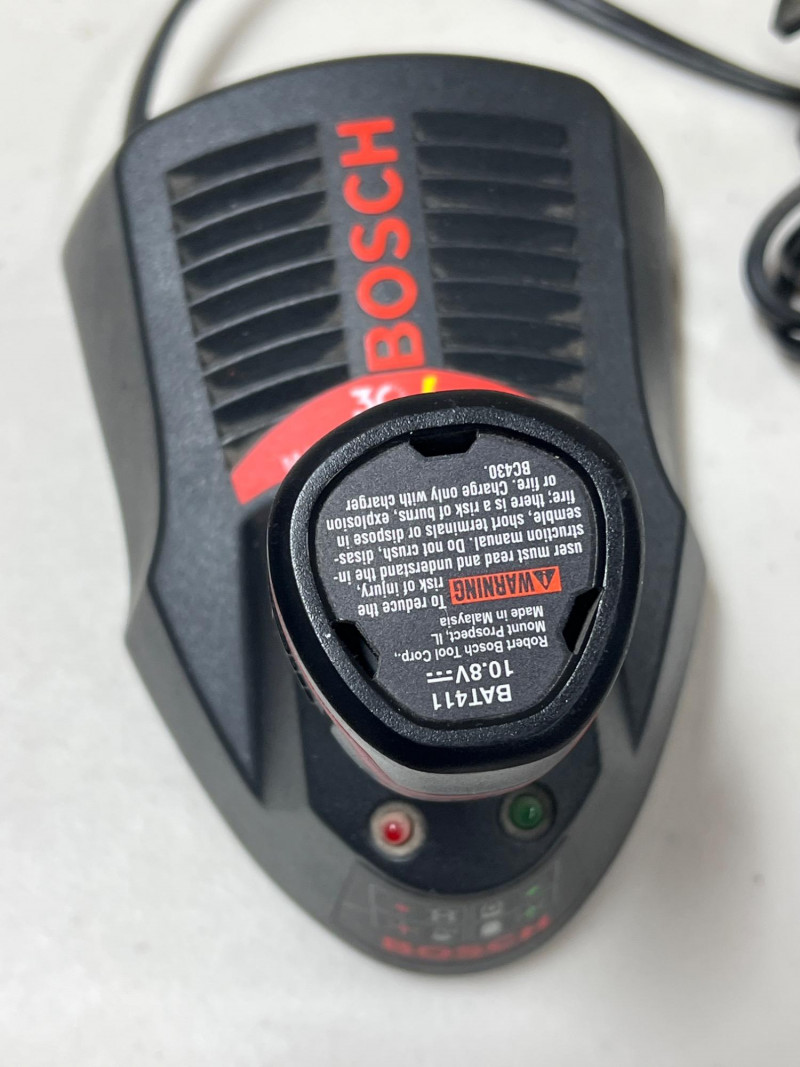 BOSCH
30
BAT411
10.8V
Robert Bosch Tool Corp.,
Mount Prospect, IL
Made in Malaysia
WARNING To reduce the
risk of injury,
user must read and understand the in-
struction manual. Do not crush, disas-
semble, short terminals or dispose in
fire; there is a risk of burns, explosion
or fire. Charge only with charger
BC430.
BOSCH